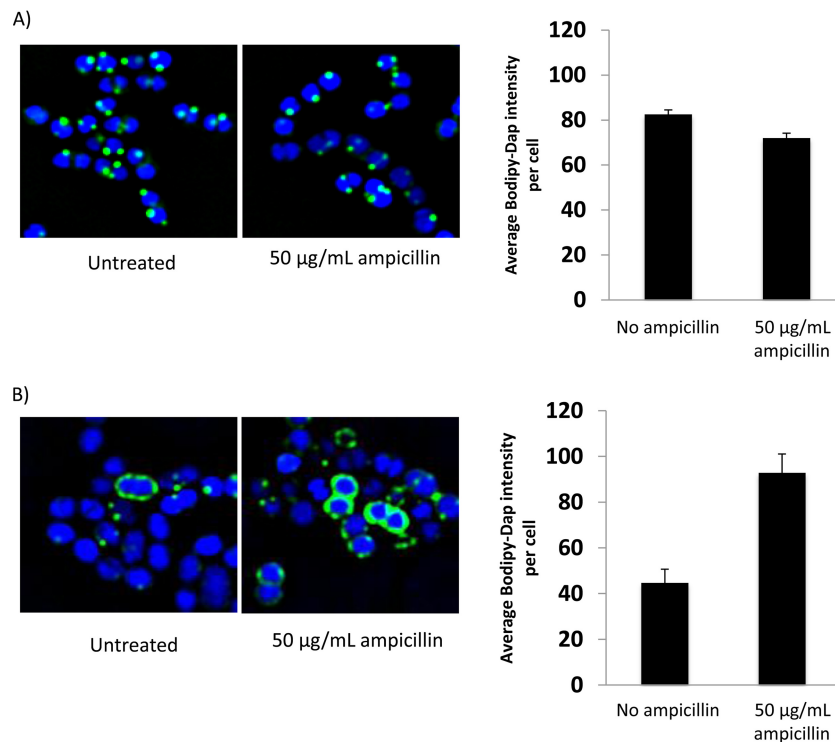 A)
Untreated
50 µg/mL ampicillin
Average Bodipy-Dap intensity
per cell
120
100
80
60
40
20
0
No ampicillin
50 µg/mL
ampicillin
B)
Untreated
50 µg/mL ampicillin
Average Bodipy-Dap intensity
per cell
120
100
80
60
40
20
0
No ampicillin
50 µg/mL
ampicillin